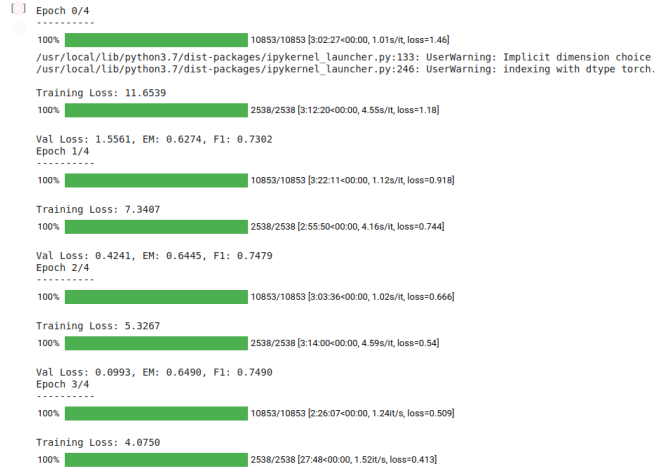 [ ] Epoch 0/4
----------
100% 10853/10853 [3:02:27<00:00, 1.01s/it, loss=1.46]
/usr/local/lib/python3.7/dist-packages/ipykernel_launcher.py:133: UserWarning: Implicit dimension choice
/usr/local/lib/python3.7/dist-packages/ipykernel_launcher.py:246: UserWarning: indexing with dtype torch.
Training Loss: 11.6539
100% 2538/2538 [3:12:20<00:00, 4.55s/it, loss=1.18]
Val Loss: 1.5561, EM: 0.6274, F1: 0.7302
Epoch 1/4
----------
100% 10853/10853 [3:22:11<00:00, 1.12s/it, loss=0.918]
Training Loss: 7.3407
100% 2538/2538 [2:55:50<00:00, 4.16s/it, loss=0.744]
Val Loss: 0.4241, EM: 0.6445, F1: 0.7479
Epoch 2/4
----------
100% 10853/10853 [3:03:36<00:00, 1.02s/it, loss=0.666]
Training Loss: 5.3267
100% 2538/2538 [3:14:00<00:00, 4.59s/it, loss=0.54]
Val Loss: 0.0993, EM: 0.6490, F1: 0.7490
Epoch 3/4
----------
100% 10853/10853 [2:26:07<00:00, 1.24it/s, loss=0.509]
Training Loss: 4.0750
100% 2538/2538 [27:48<00:00, 1.52it/s, loss=0.413]